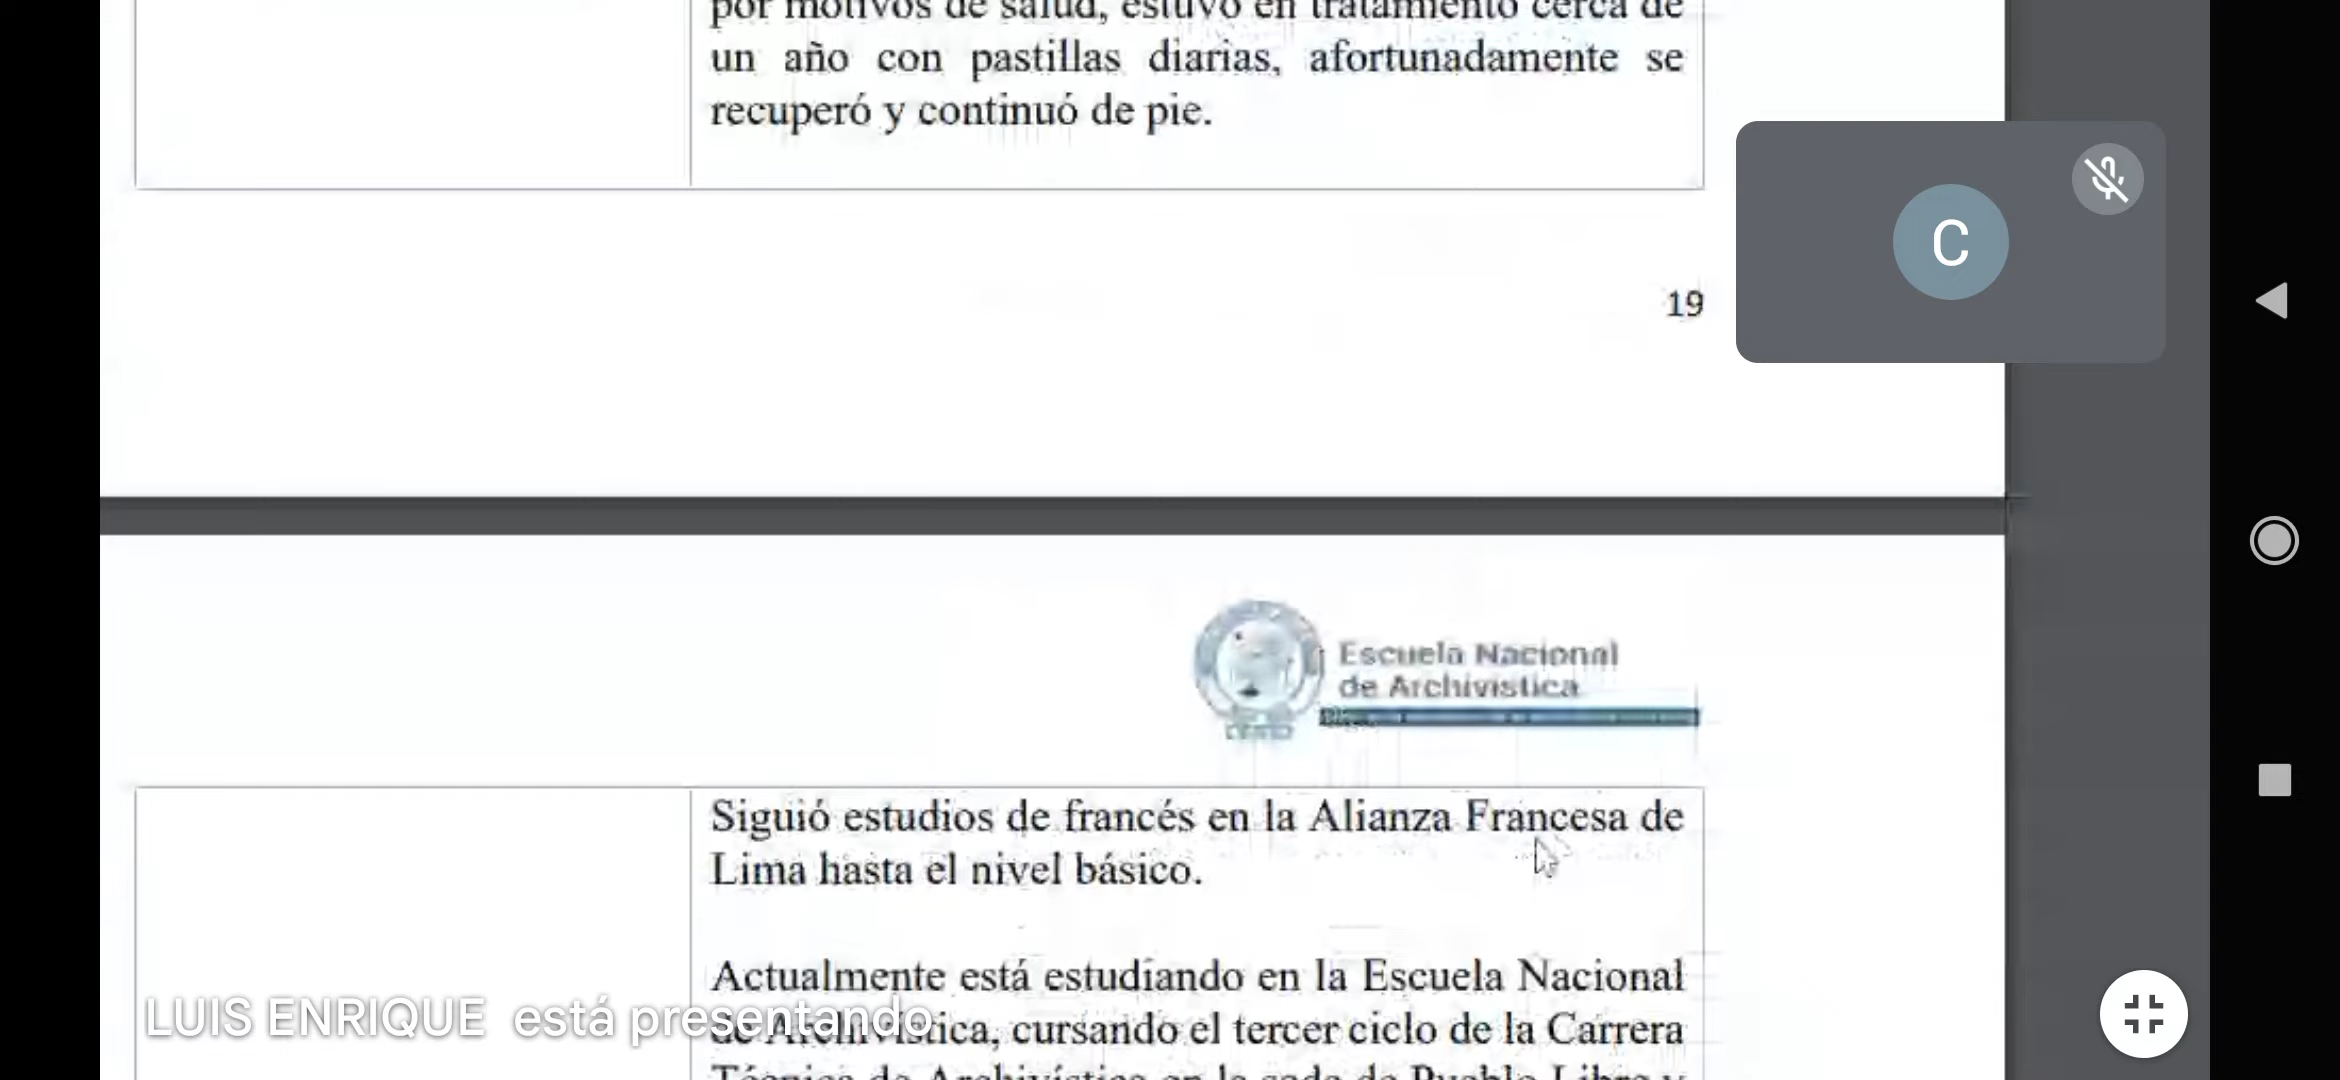 por motivos de salud, estuvo en tratamiento cerca de
un año con pastillas diarias, afortunadamente se
recuperó y continuó de pie.
C
19
Escuela Nacional
de Archivística
Siguió estudios de francés en la Alianza Francesa de
Lima hasta el nivel básico.
Actualmente está estudiando en la Escuela Nacional
de Archivística, cursando el tercer ciclo de la Carrera
Técnica de Archivística en la sede de Pueblo Libre y
LUIS ENRIQUE está presentando